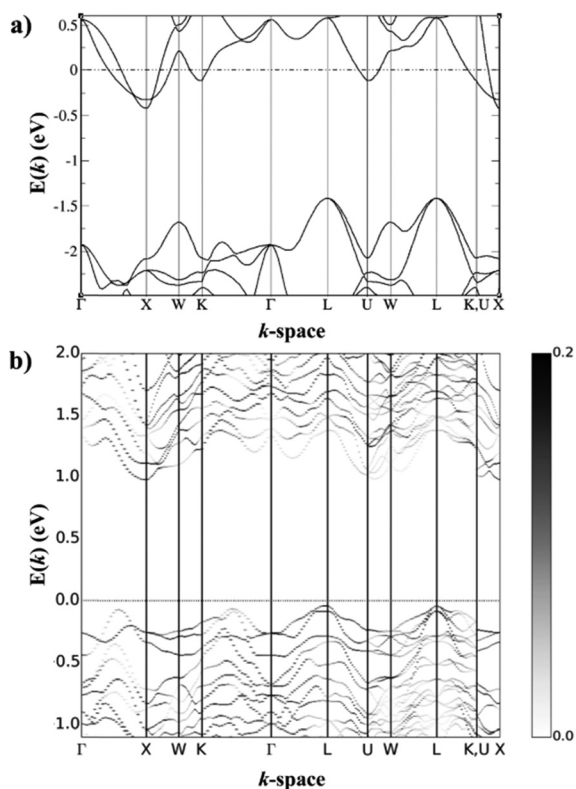 a)
E(k) (eV)
0.5
0
-0.5
-1
-1.5
-2
Γ X W K Γ L U W L K,U X
k-space
b)
E(k) (eV)
2.0
1.5
1.0
0.5
0.0
-0.5
-1.0
Γ X W K Γ L U W L K,U X
k-space
0.2
0.0